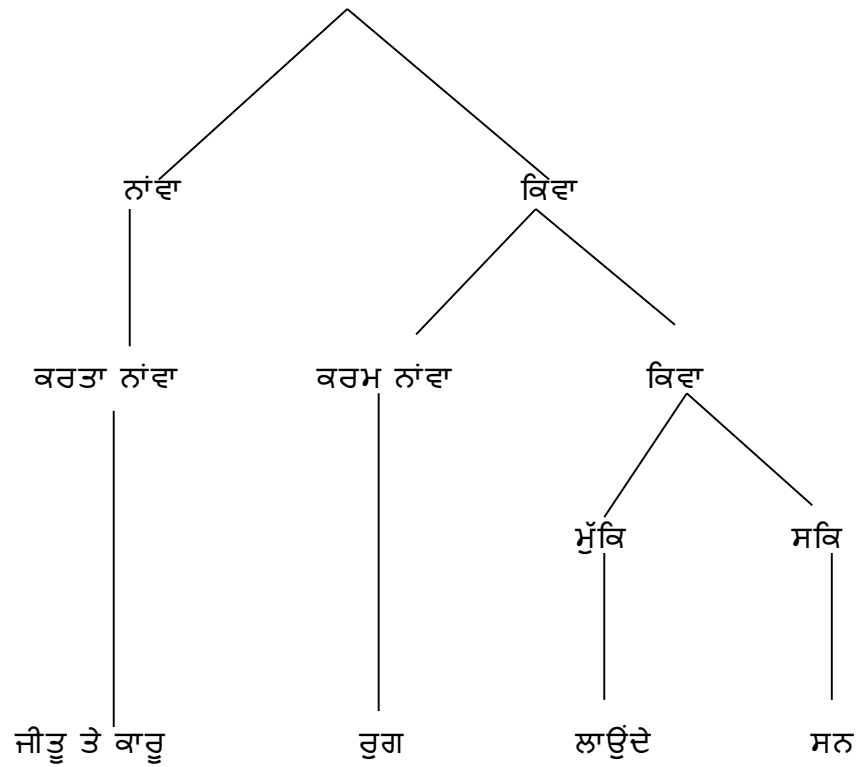 ਨਾਂਵਾ ਕਿਵਾ
ਕਰਤਾ ਨਾਂਵਾ ਕਰਮ ਨਾਂਵਾ ਕਿਵਾ
ਮੁੱਕਿ ਸਕਿ
ਜੀਤੂ ਤੇ ਕਾਰੂ ਰੁਗ ਲਾਉਂਦੇ ਸਨ